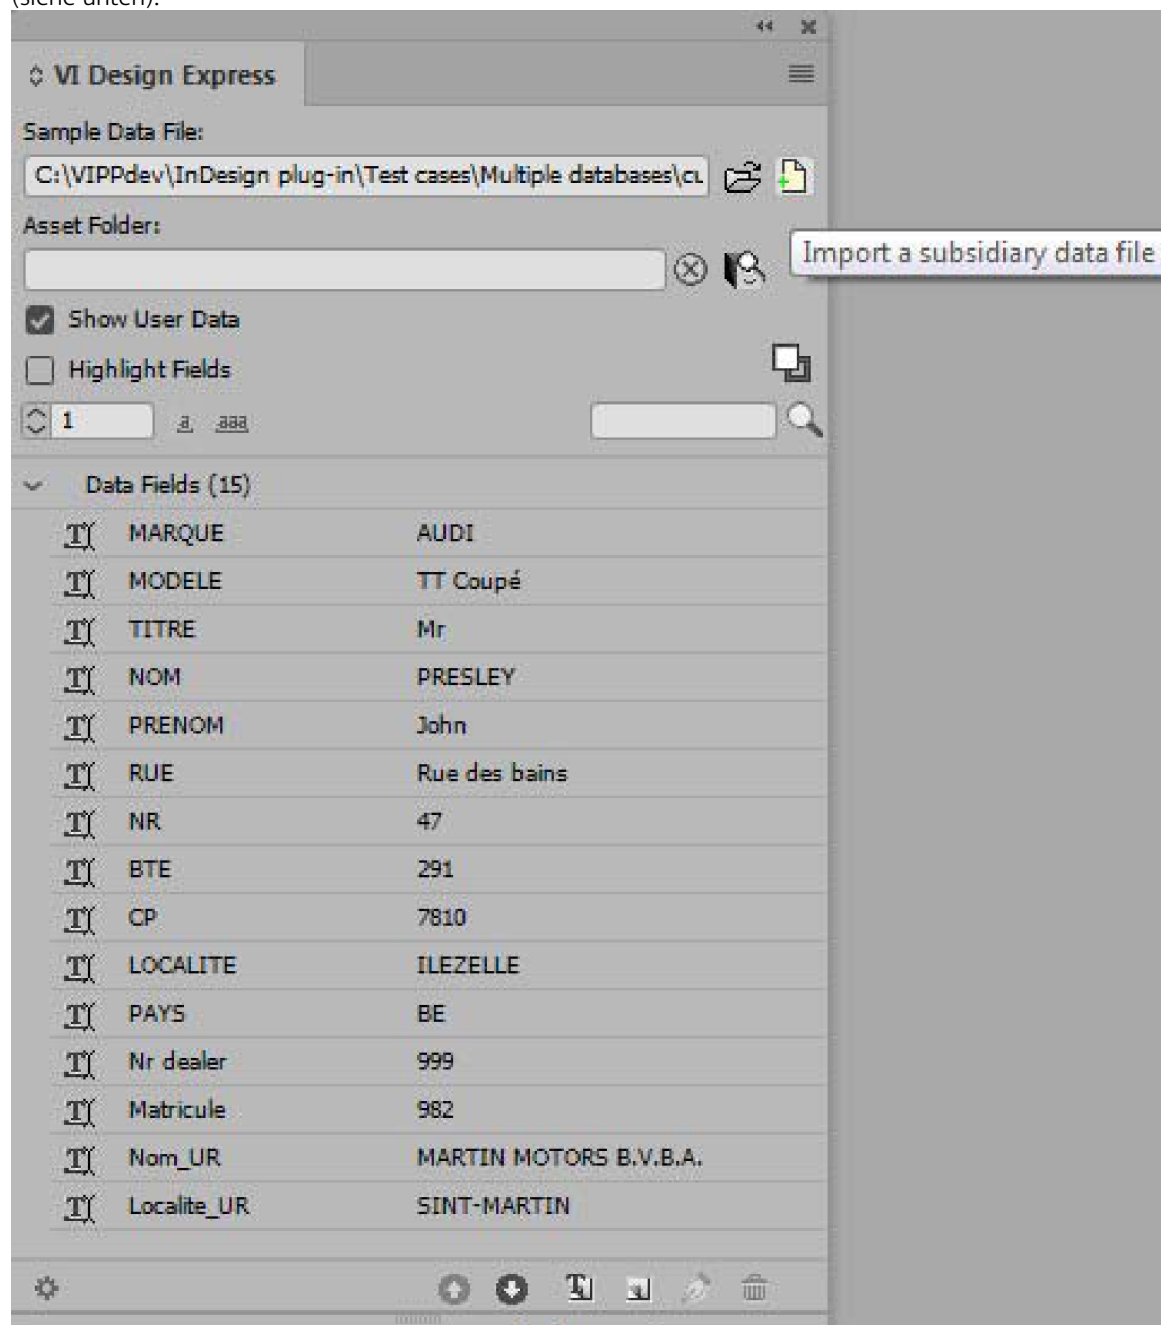 (siehe unten).
VI Design Express
Sample Data File:
C:\VIPPdev\InDesign plug-in\Test cases\Multiple databases\cu
Asset Folder:
Import a subsidiary data file
Show User Data
Highlight Fields
1 a aaa
Data Fields (15)
MARQUE AUDI
MODELE TT Coupé
TITRE Mr
NOM PRESLEY
PRENOM John
RUE Rue des bains
NR 47
BTE 291
CP 7810
LOCALITE ILEZELLE
PAYS BE
Nr dealer 999
Matricule 982
Nom_UR MARTIN MOTORS B.V.B.A.
Localite_UR SINT-MARTIN